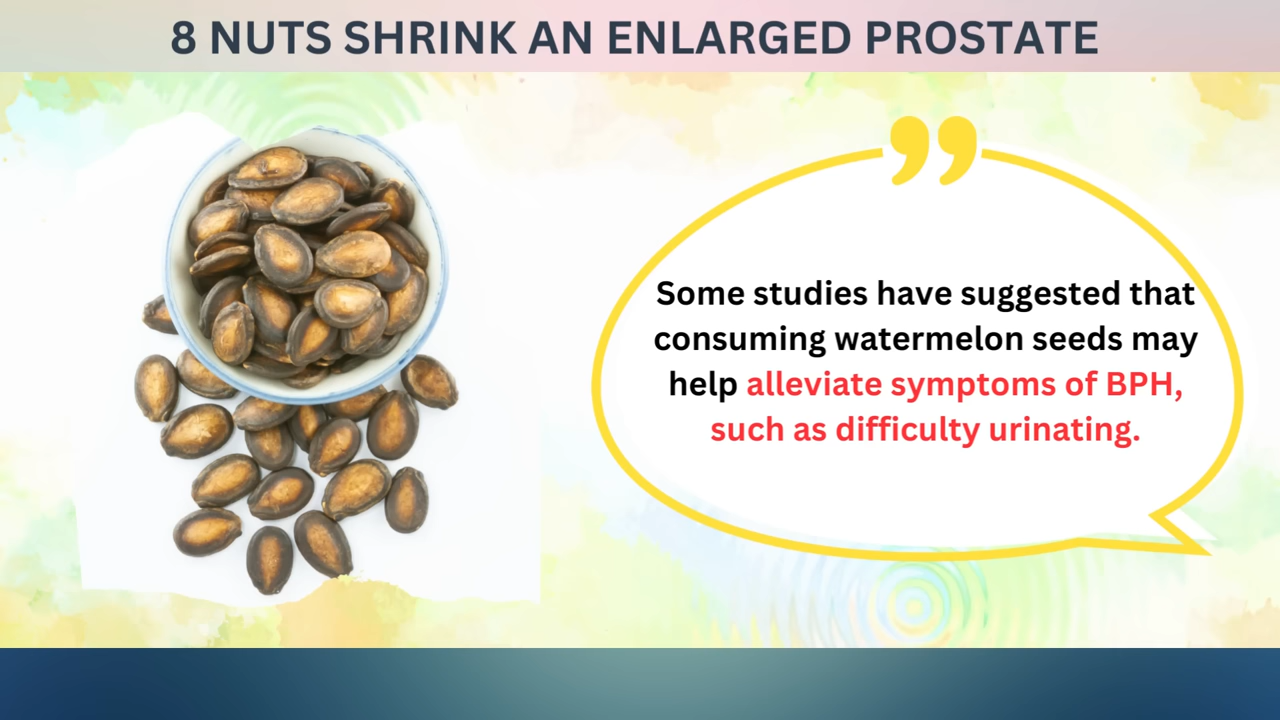 8 NUTS SHRINK AN ENLARGED PROSTATE
Some studies have suggested that
consuming watermelon seeds may
help alleviate symptoms of BPH,
such as difficulty urinating.